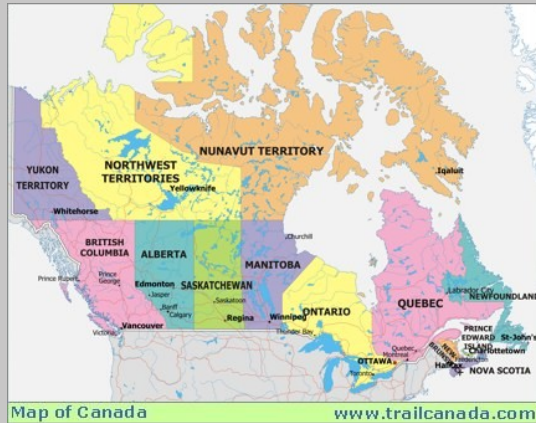 NUNAVUT TERRITORY
NORTHWEST
TERRITORIES
Yellowknife
YUKON
TERRITORY
Whitehorse
Iqaluit
BRITISH
COLUMBIA
ALBERTA
SASKATCHEWAN
MANITOBA
Churchill
Prince Rupert
Prince
George
Edmonton
Jasper
Banff
Calgary
Saskatoon
Regina
Winnipeg
Victoria
Vancouver
Thunder Bay
ONTARIO
QUEBEC
Labrador City
NEWFOUNDLAND
PRINCE
EDWARD
ISLAND
St-John's
Charlottetown
NEW
BRUNSWICK
Fredericton
Halifax
NOVA SCOTIA
Quebec
Montreal
OTTAWA
Toronto
Map of Canada
www.trailcanada.com